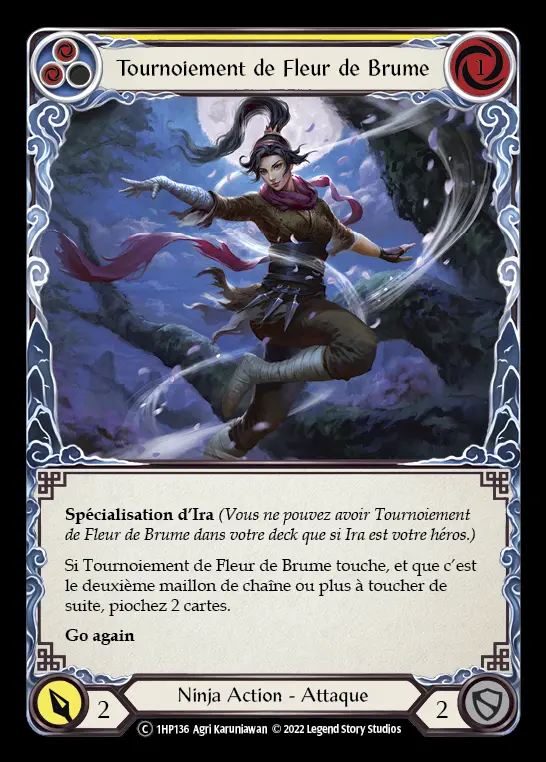 Tournoiement de Fleur de Brume
1
Spécialisation d'Ira (Vous ne pouvez avoir Tournoiement
de Fleur de Brume dans votre deck que si Ira est votre héros.)
Si Tournoiement de Fleur de Brume touche, et que c'est
le deuxième maillon de chaîne ou plus à toucher de
suite, piochez 2 cartes.
Go again
2
Ninja Action - Attaque
2
C 1HP136 Agri Karuniawan © 2022 Legend Story Studios